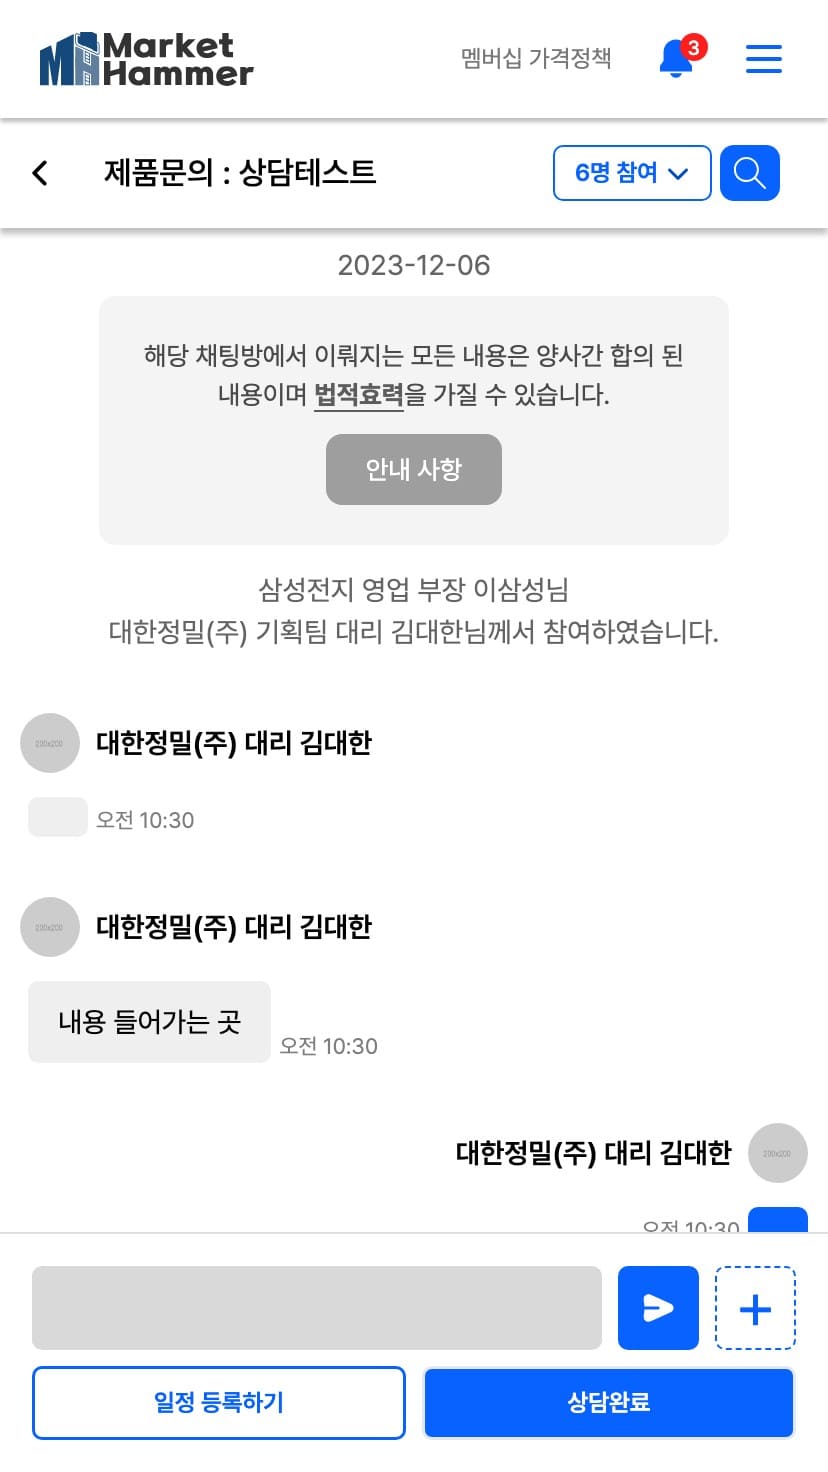 Market
Hammer
멤버십 가격정책
3
제품문의 : 상담테스트
6명 참여
2023-12-06
해당 채팅방에서 이뤄지는 모든 내용은 양사간 합의 된
내용이며 법적효력을 가질 수 있습니다.
안내 사항
삼성전지 영업 부장 이삼성님
대한정밀(주) 기획팀 대리 김대한님께서 참여하였습니다.
200x200
대한정밀(주) 대리 김대한
오전 10:30
200x200
대한정밀(주) 대리 김대한
내용 들어가는 곳
오전 10:30
대한정밀(주) 대리 김대한
200x200
오전 10:30
일정 등록하기
상담완료